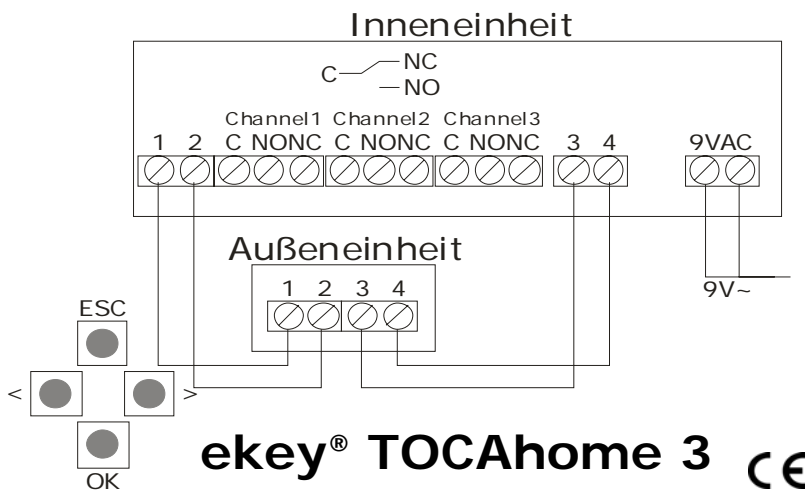 Inneneinheit
C NC
NO
Channel1 Channel2 Channel3
1 2 C NONC C NONC C NONC 3 4 9VAC
Außeneinheit
1 2 3 4
9V~
ESC
< >
OK
ekey® TOCAhome 3 CE